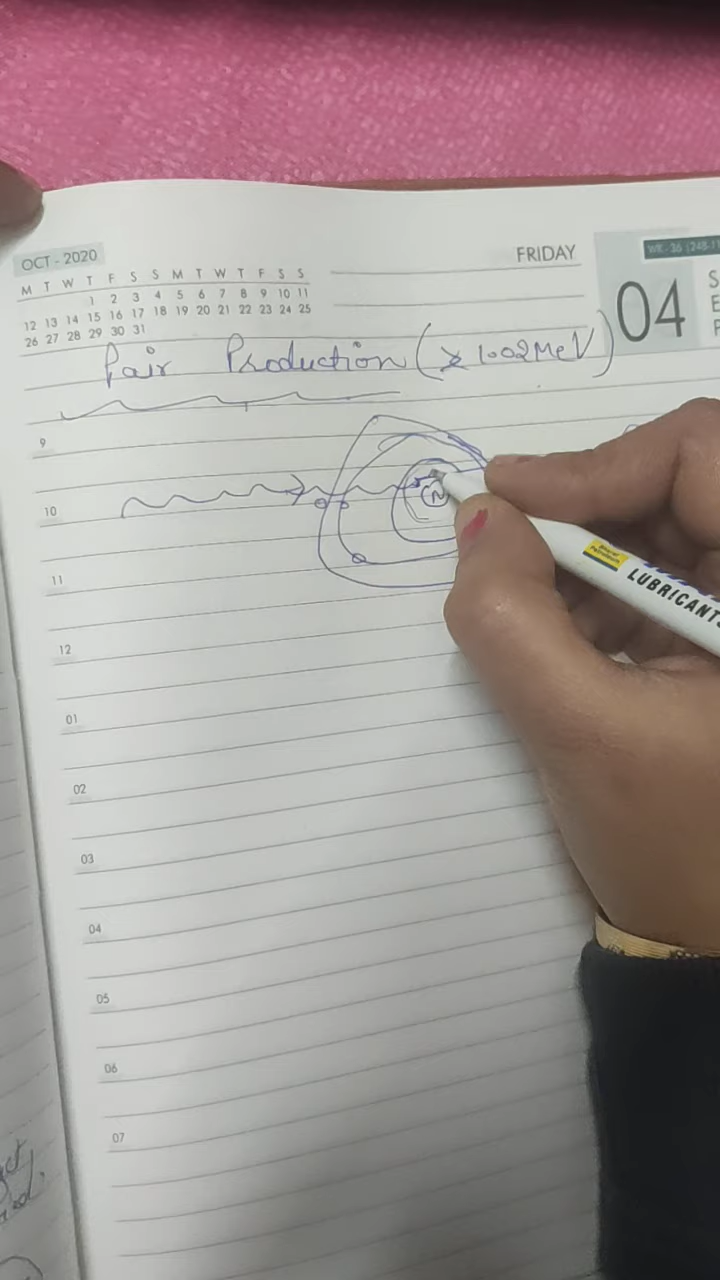 OCT - 2020
M T W T F S S M T W T F S S
1 2 3 4 5 6 7 8 9 10 11
12 13 14 15 16 17 18 19 20 21 22 23 24 25
26 27 28 29 30 31
FRIDAY
04
Pair Production (≥ 1.02 MeV)
9
10
N
11
12
01
02
03
04
05
06
07
Bharat Petroleum
LUBRICANTS